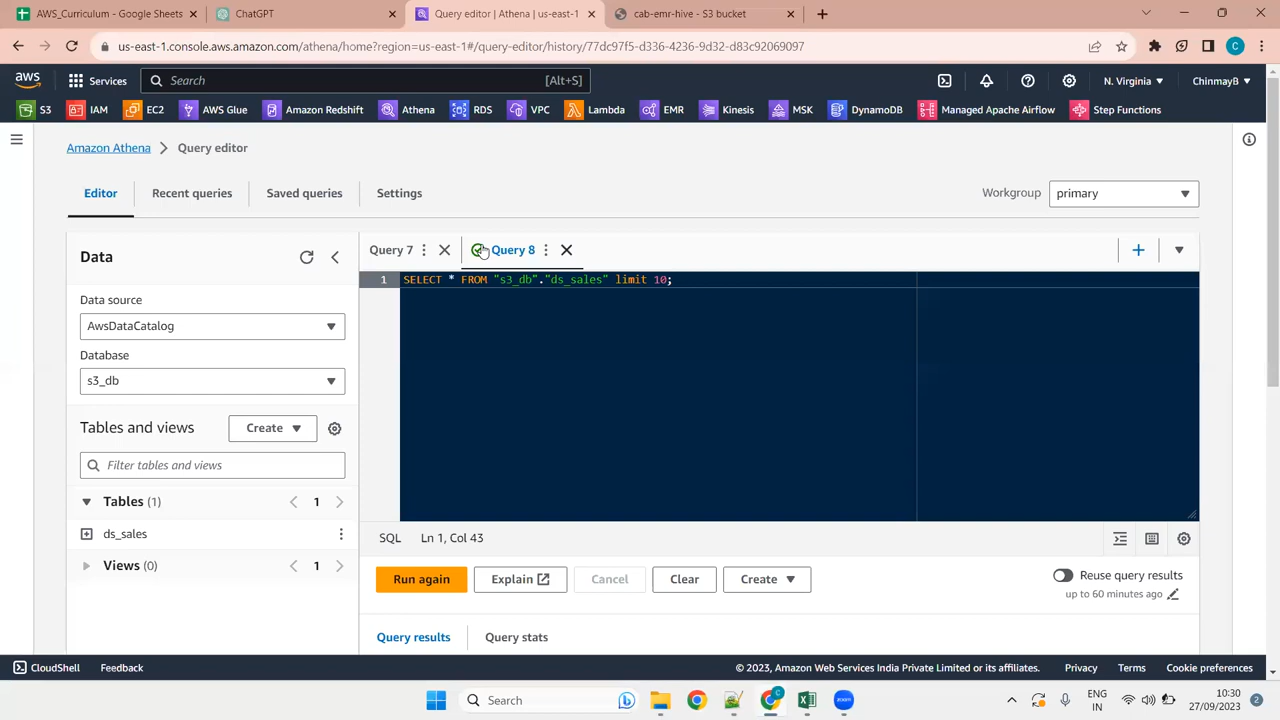 AWS_Curriculum - Google Sheets
ChatGPT
Query editor | Athena | us-east-1
cab-emr-hive - S3 bucket
us-east-1.console.aws.amazon.com/athena/home?region=us-east-1#/query-editor/history/77dc97f5-d336-4236-9d32-d83c92069097
C
aws
Services
Search
[Alt+S]
N. Virginia
ChinmayB
S3
IAM
EC2
AWS Glue
Amazon Redshift
Athena
RDS
VPC
Lambda
EMR
Kinesis
MSK
DynamoDB
Managed Apache Airflow
Step Functions
Amazon Athena
Query editor
Editor
Recent queries
Saved queries
Settings
Workgroup
primary
Data
Data source
AwsDataCatalog
Database
s3_db
Tables and views
Create
Filter tables and views
Tables (1)
1
ds_sales
Views (0)
1
Query 7
Query 8
1
SELECT * FROM "s3_db"."ds_sales" limit 10;
SQL
Ln 1, Col 43
Run again
Explain
Cancel
Clear
Create
Reuse query results
up to 60 minutes ago
Query results
Query stats
CloudShell
Feedback
© 2023, Amazon Web Services India Private Limited or its affiliates.
Privacy
Terms
Cookie preferences
Search
C
ENG
IN
10:30
27/09/2023
2